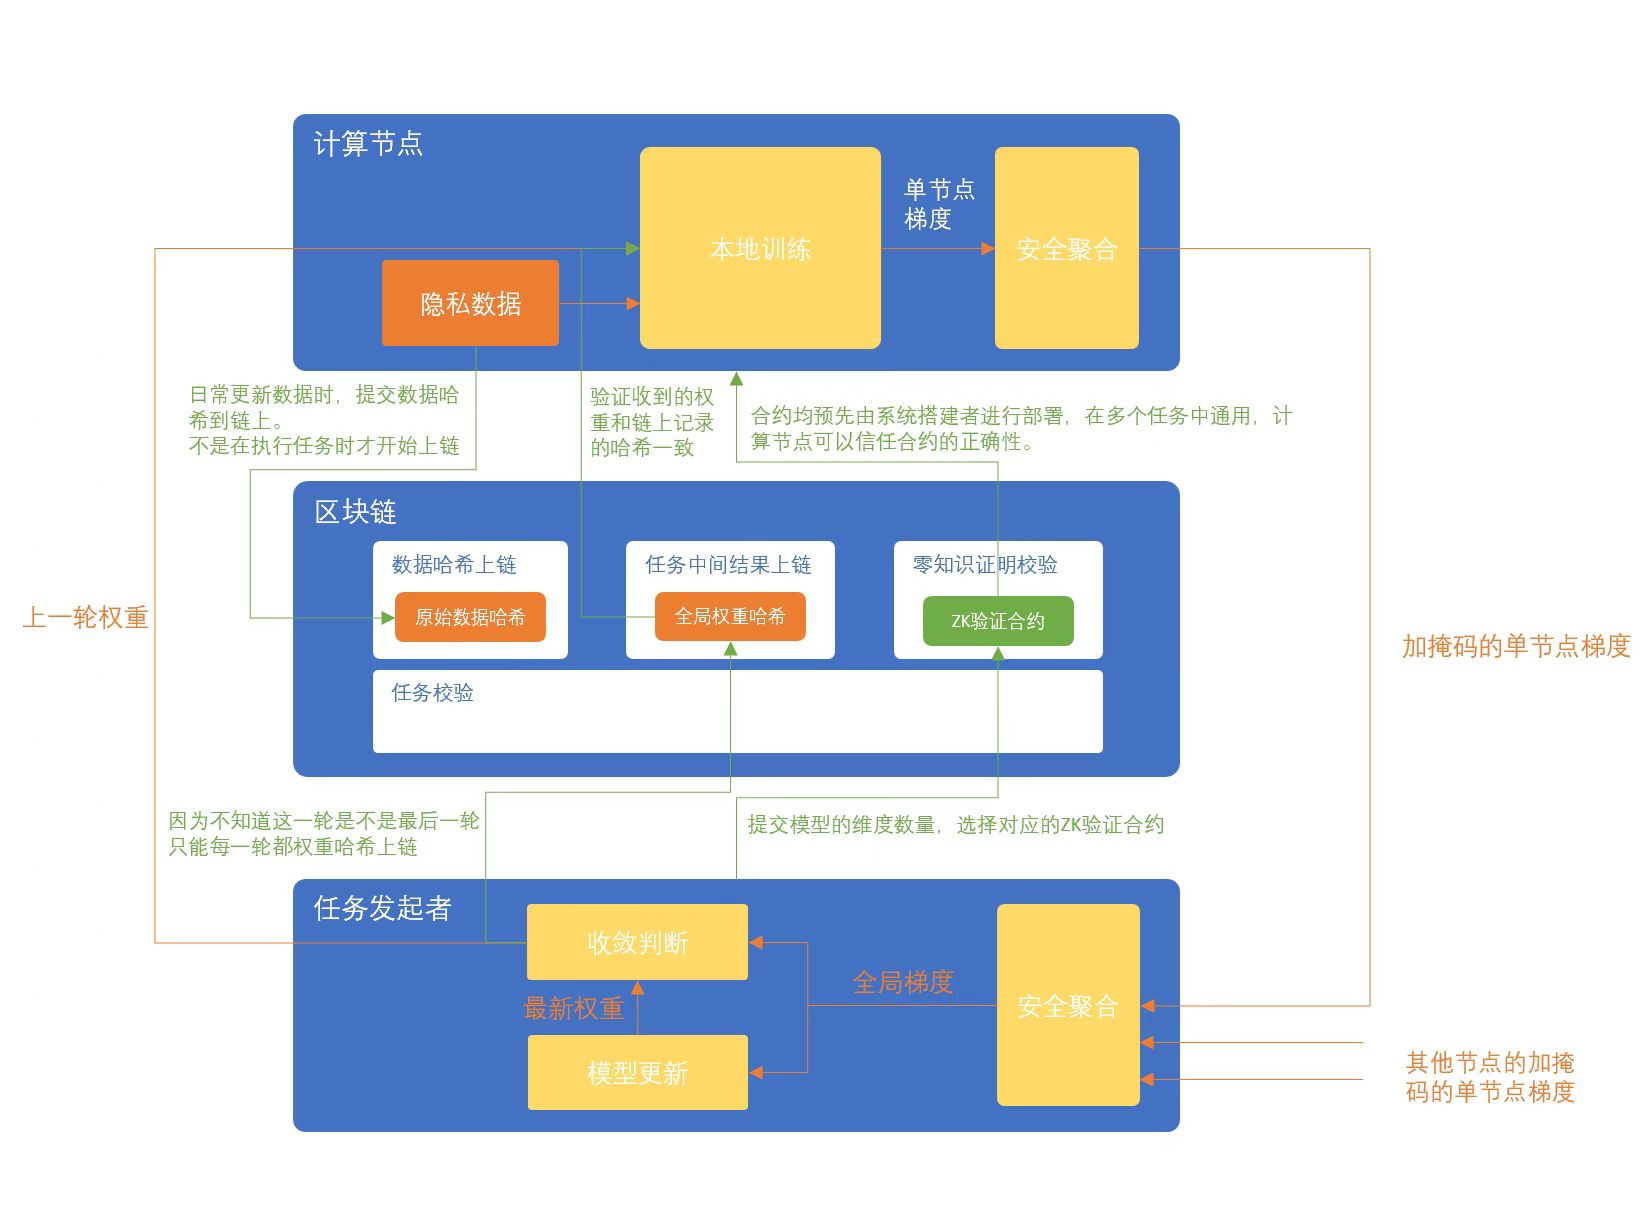 计算节点
单节点
梯度
本地训练
安全聚合
隐私数据
日常更新数据时，提交数据哈
希到链上。
不是在执行任务时才开始上链
验证收到的权
重和链上记录
的哈希一致
合约均预先由系统搭建者进行部署，在多个任务中通用，计
算节点可以信任合约的正确性。
区块链
数据哈希上链
任务中间结果上链
零知识证明校验
原始数据哈希
全局权重哈希
ZK验证合约
上一轮权重
加掩码的单节点梯度
任务校验
因为不知道这一轮是不是最后一轮
只能每一轮都权重哈希上链
提交模型的维度数量，选择对应的ZK验证合约
任务发起者
收敛判断
全局梯度
最新权重
安全聚合
模型更新
其他节点的加掩
码的单节点梯度